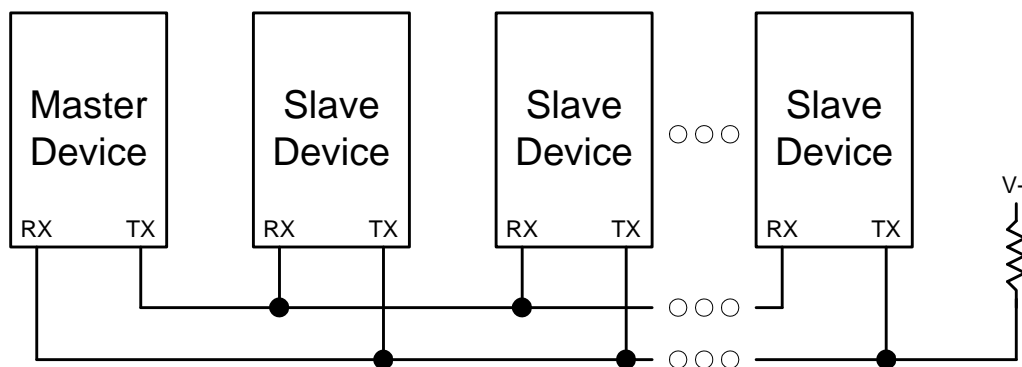 Master
Device
RX
TX
Slave
Device
RX
TX
Slave
Device
RX
TX
Slave
Device
RX
TX